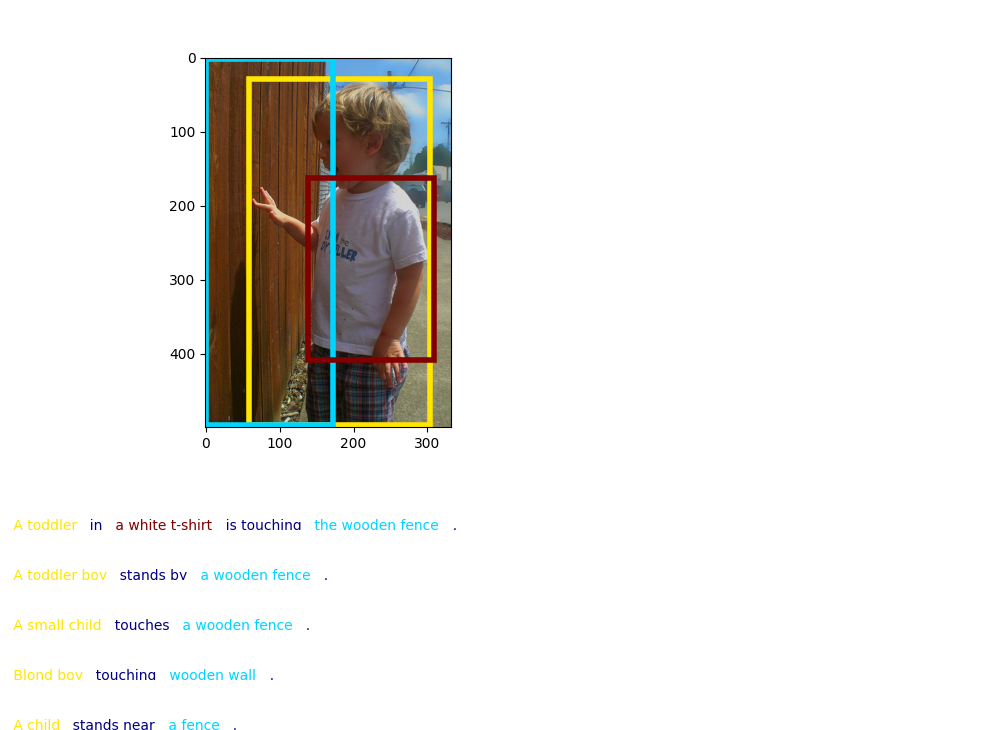 0
100
200
300
400
0 100 200 300
A toddler in a white t-shirt is touching the wooden fence .
A toddler boy stands by a wooden fence .
A small child touches a wooden fence .
Blond boy touching wooden wall .
A child stands near a fence .